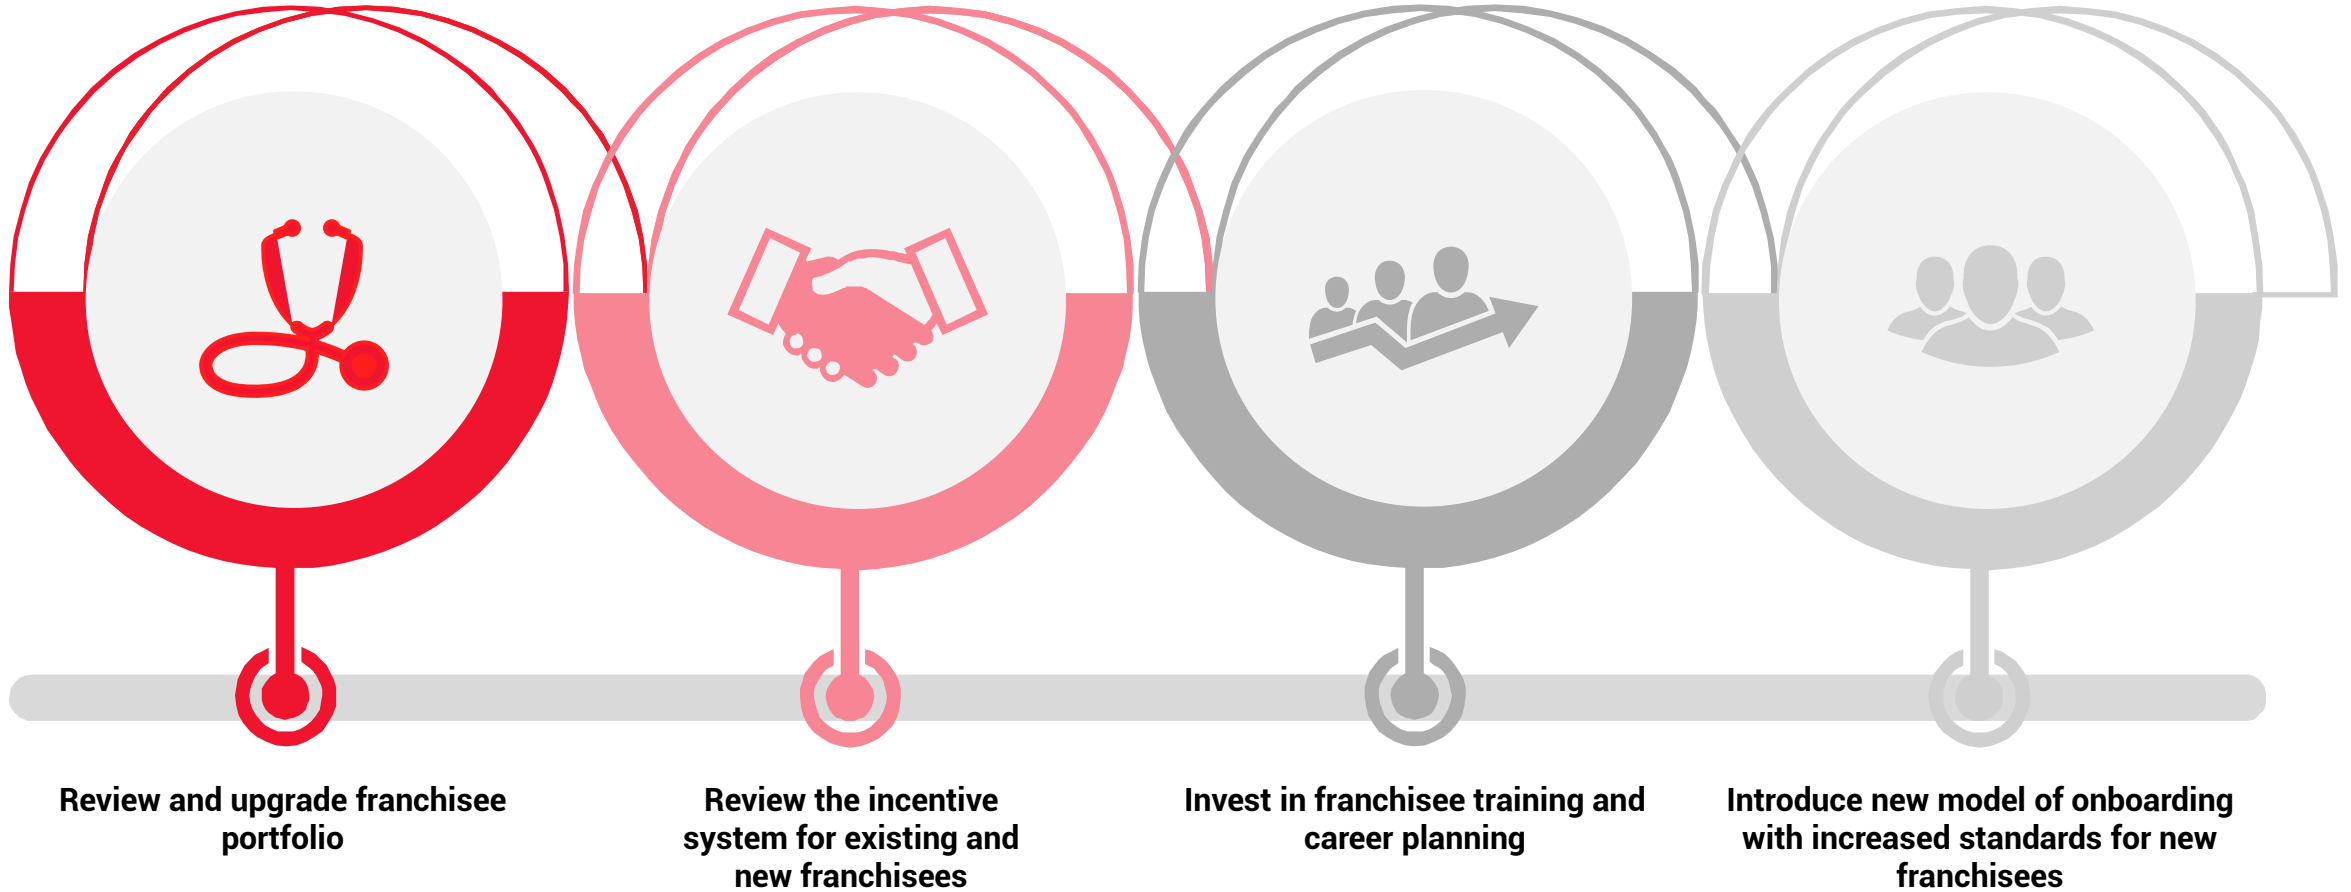 Review and upgrade franchisee
portfolio
Review the incentive
system for existing and
new franchisees
Invest in franchisee training and
career planning
Introduce new model of onboarding
with increased standards for new
franchisees